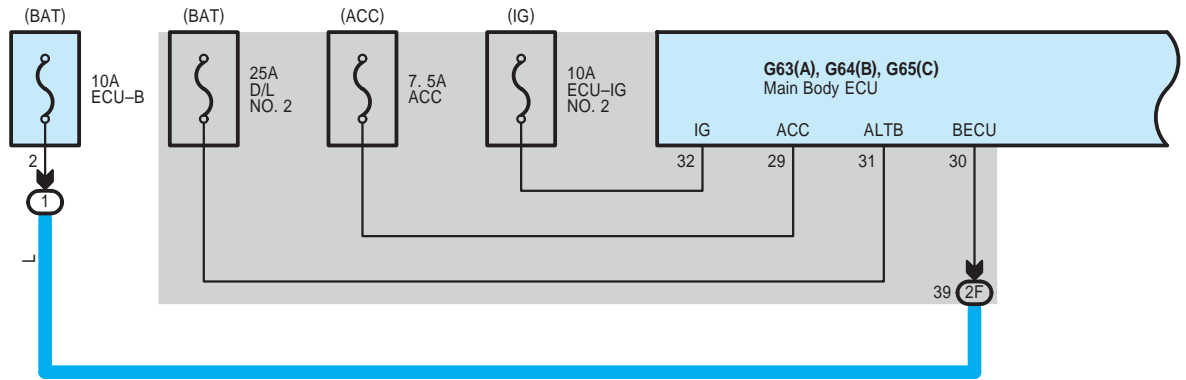 (BAT)
(BAT)
(ACC)
(IG)
10A
ECU–B
25A
D/L
NO. 2
7. 5A
ACC
10A
ECU–IG
NO. 2
G63(A), G64(B), G65(C)
Main Body ECU
IG
ACC
ALTB
BECU
2
32
29
31
30
1
L
39
2F